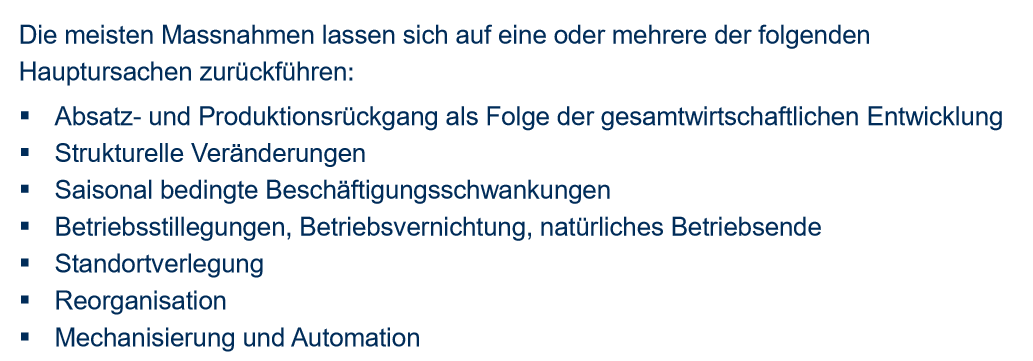 Die meisten Massnahmen lassen sich auf eine oder mehrere der folgenden
Hauptursachen zurückführen:
▪ Absatz- und Produktionsrückgang als Folge der gesamtwirtschaftlichen Entwicklung
▪ Strukturelle Veränderungen
▪ Saisonal bedingte Beschäftigungsschwankungen
▪ Betriebsstillegungen, Betriebsvernichtung, natürliches Betriebsende
▪ Standortverlegung
▪ Reorganisation
▪ Mechanisierung und Automation